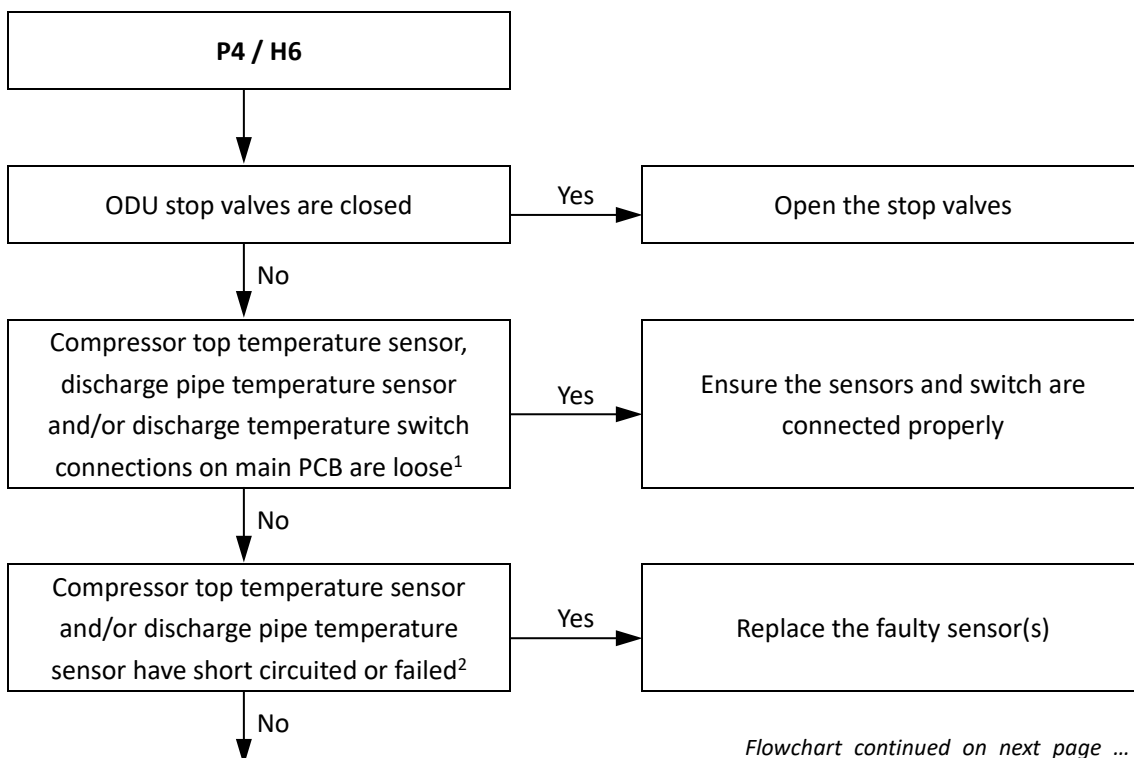 P4 / H6
ODU stop valves are closed
Yes
Open the stop valves
No
Compressor top temperature sensor,
discharge pipe temperature sensor
and/or discharge temperature switch
connections on main PCB are loose¹
Yes
Ensure the sensors and switch are
connected properly
No
Compressor top temperature sensor
and/or discharge pipe temperature
sensor have short circuited or failed²
Yes
Replace the faulty sensor(s)
No
Flowchart continued on next page ...